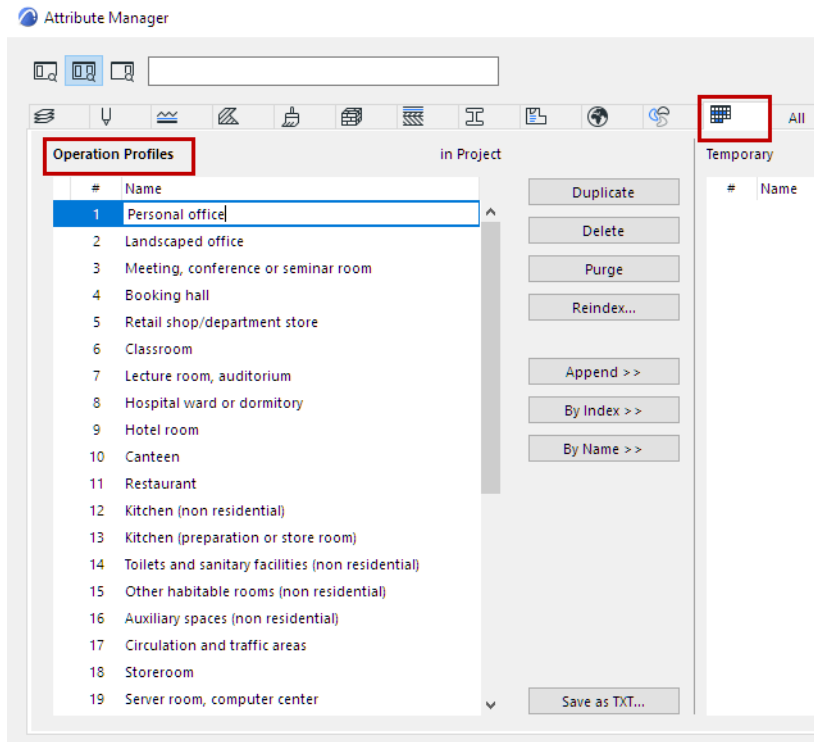 Attribute Manager
All
Operation Profiles in Project
Temporary
# Name
# Name
1 Personal office
2 Landscaped office
3 Meeting, conference or seminar room
4 Booking hall
5 Retail shop/department store
6 Classroom
7 Lecture room, auditorium
8 Hospital ward or dormitory
9 Hotel room
10 Canteen
11 Restaurant
12 Kitchen (non residential)
13 Kitchen (preparation or store room)
14 Toilets and sanitary facilities (non residential)
15 Other habitable rooms (non residential)
16 Auxiliary spaces (non residential)
17 Circulation and traffic areas
18 Storeroom
19 Server room, computer center
Duplicate
Delete
Purge
Reindex...
Append >>
By Index >>
By Name >>
Save as TXT...